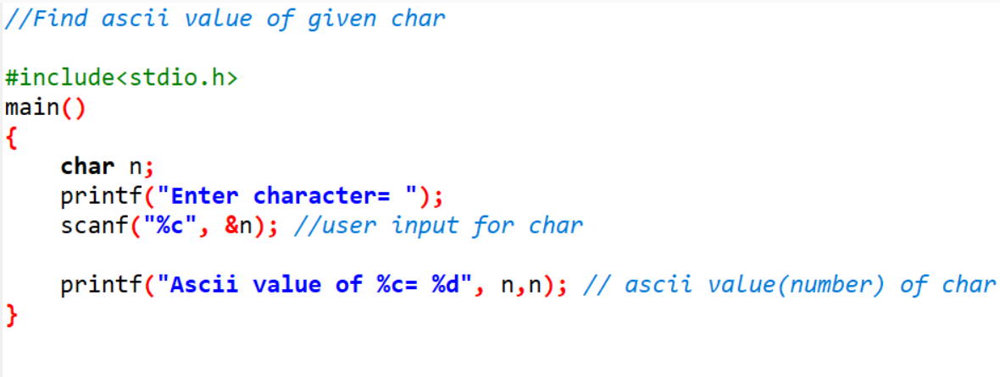 //Find ascii value of given char
#include<stdio.h>
main()
{
char n;
printf("Enter character= ");
scanf("%c", &n); //user input for char
printf("Ascii value of %c= %d", n,n); // ascii value(number) of char
}